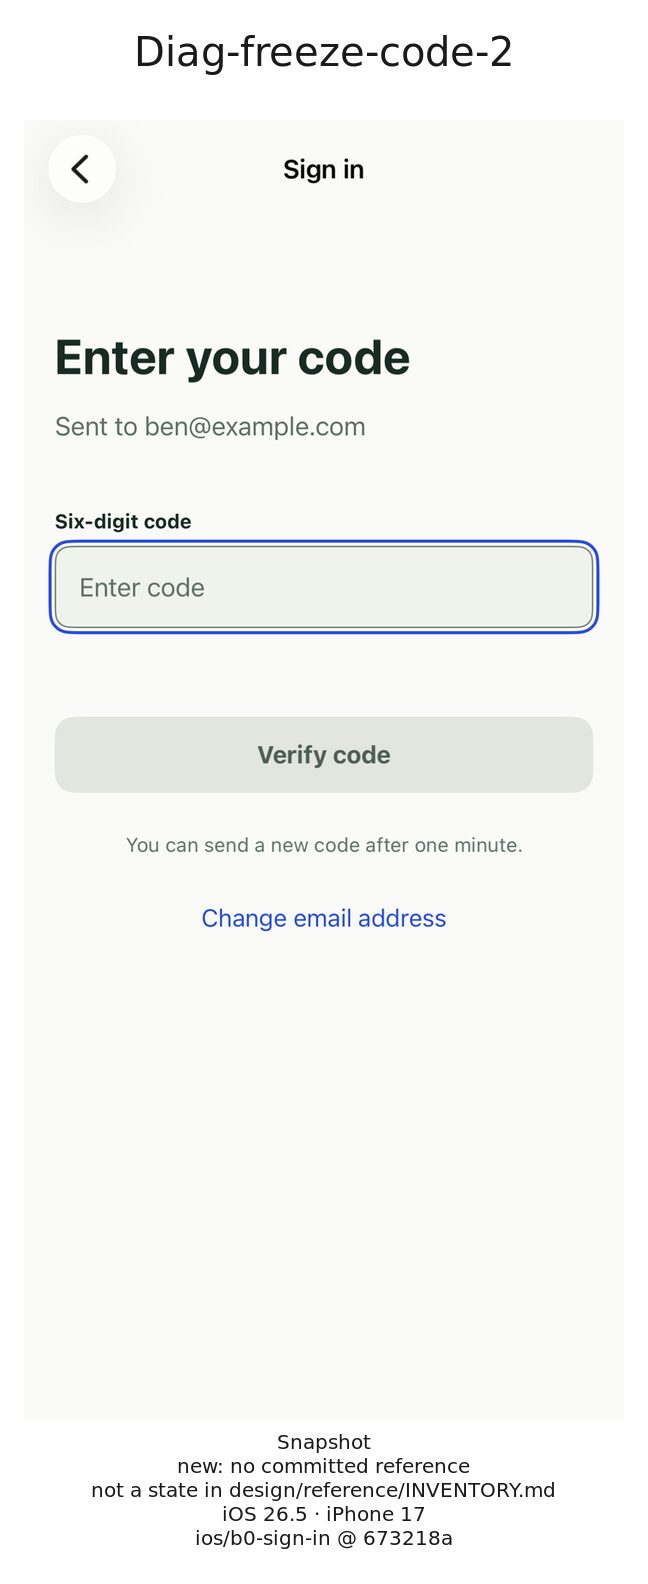 Diag-freeze-code-2
Sign in
Enter your code
Sent to ben@example.com
Six-digit code
Enter code
Verify code
You can send a new code after one minute.
Change email address
Snapshot
new: no committed reference
not a state in design/reference/INVENTORY.md
iOS 26.5 · iPhone 17
ios/b0-sign-in @ 673218a